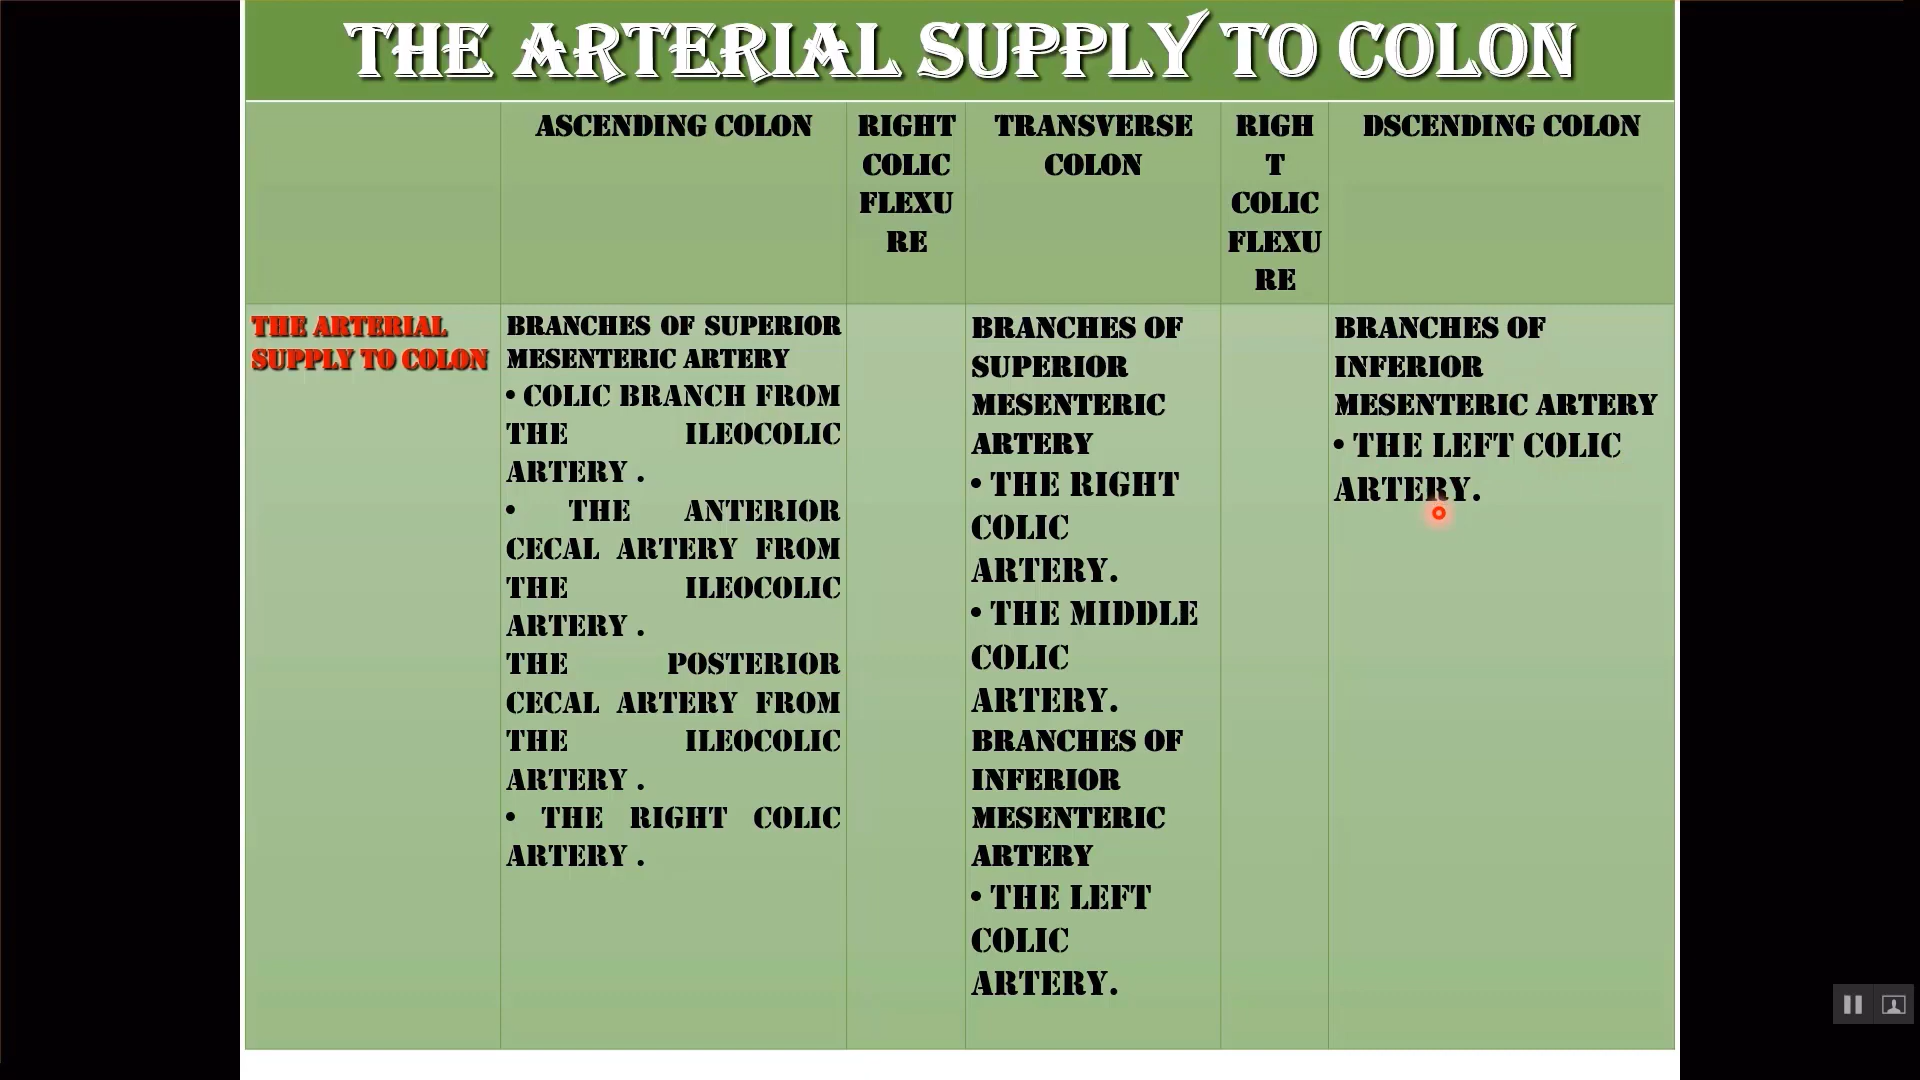 THE ARTERIAL SUPPLY TO COLON
ASCENDING COLON
RIGHT
COLIC
FLEXU
RE
TRANSVERSE
COLON
RIGH
T
COLIC
FLEXU
RE
DSCENDING COLON
THE ARTERIAL
SUPPLY TO COLON
BRANCHES OF SUPERIOR
MESENTERIC ARTERY
• COLIC BRANCH FROM
THE ILEOCOLIC
ARTERY .
• THE ANTERIOR
CECAL ARTERY FROM
THE ILEOCOLIC
ARTERY .
THE POSTERIOR
CECAL ARTERY FROM
THE ILEOCOLIC
ARTERY .
• THE RIGHT COLIC
ARTERY .
BRANCHES OF
SUPERIOR
MESENTERIC
ARTERY
• THE RIGHT
COLIC
ARTERY.
• THE MIDDLE
COLIC
ARTERY.
BRANCHES OF
INFERIOR
MESENTERIC
ARTERY
• THE LEFT
COLIC
ARTERY.
BRANCHES OF
INFERIOR
MESENTERIC ARTERY
• THE LEFT COLIC
ARTERY.